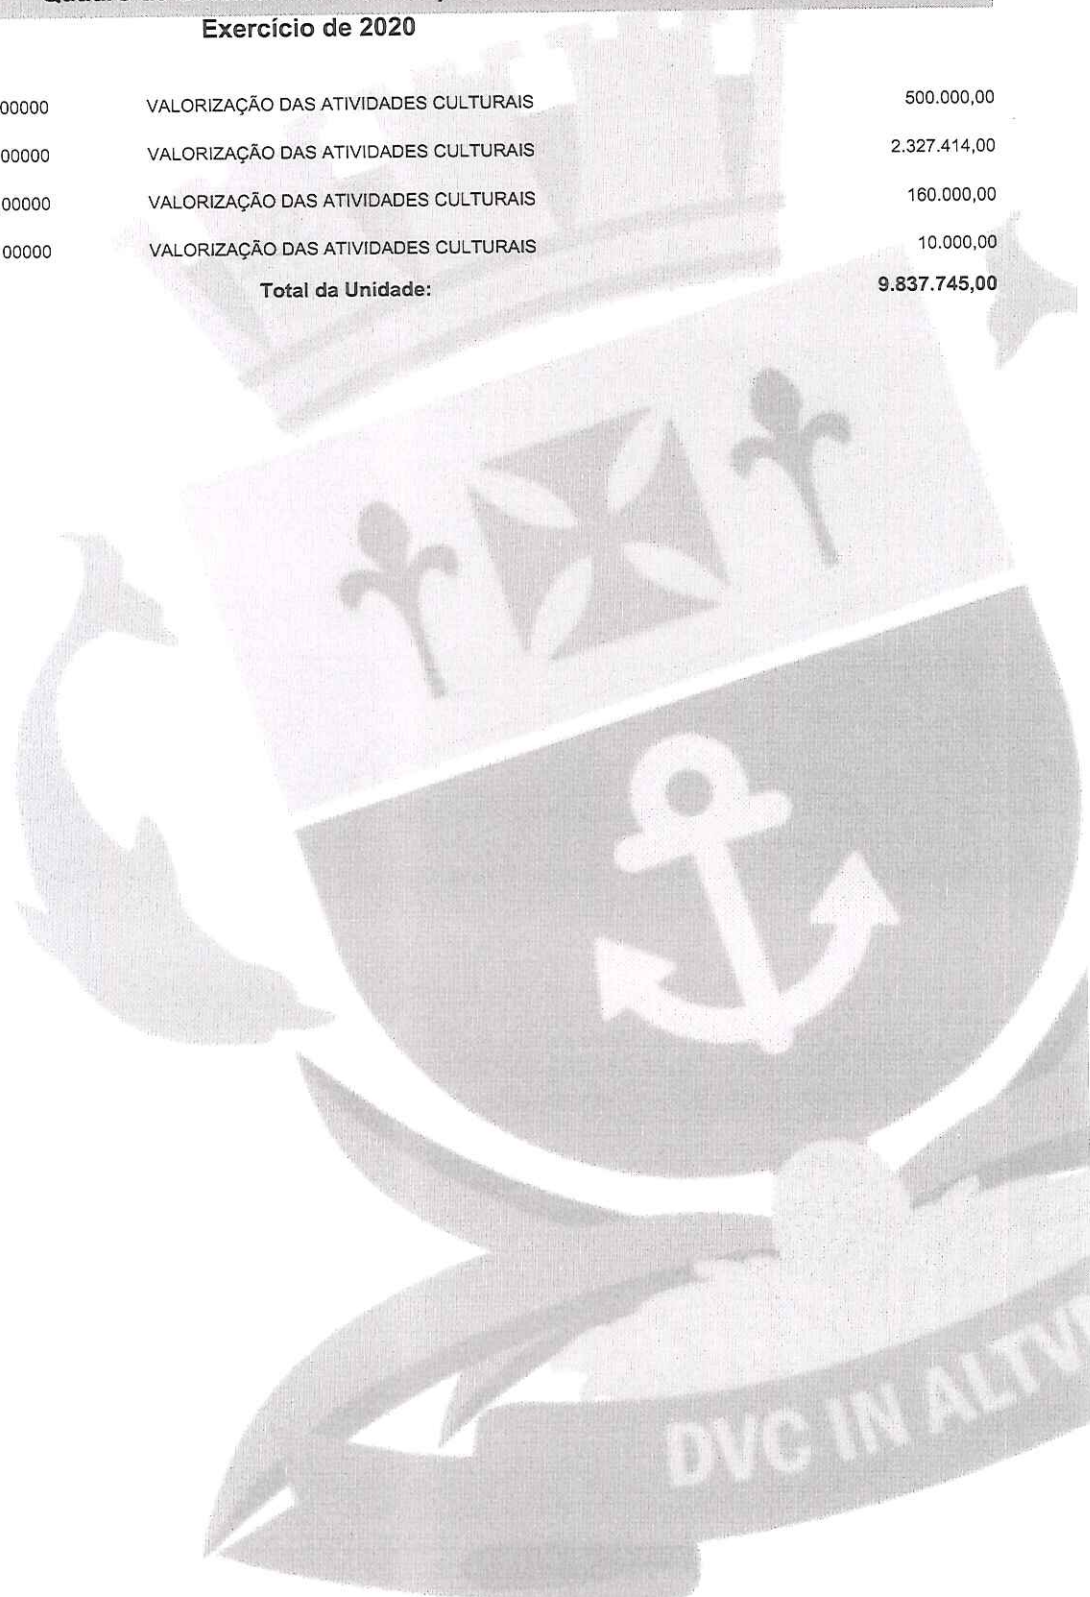 Exercício de 2020
00000 VALORIZAÇÃO DAS ATIVIDADES CULTURAIS 500.000,00
00000 VALORIZAÇÃO DAS ATIVIDADES CULTURAIS 2.327.414,00
00000 VALORIZAÇÃO DAS ATIVIDADES CULTURAIS 160.000,00
00000 VALORIZAÇÃO DAS ATIVIDADES CULTURAIS 10.000,00
Total da Unidade: 9.837.745,00
DVC IN ALTV